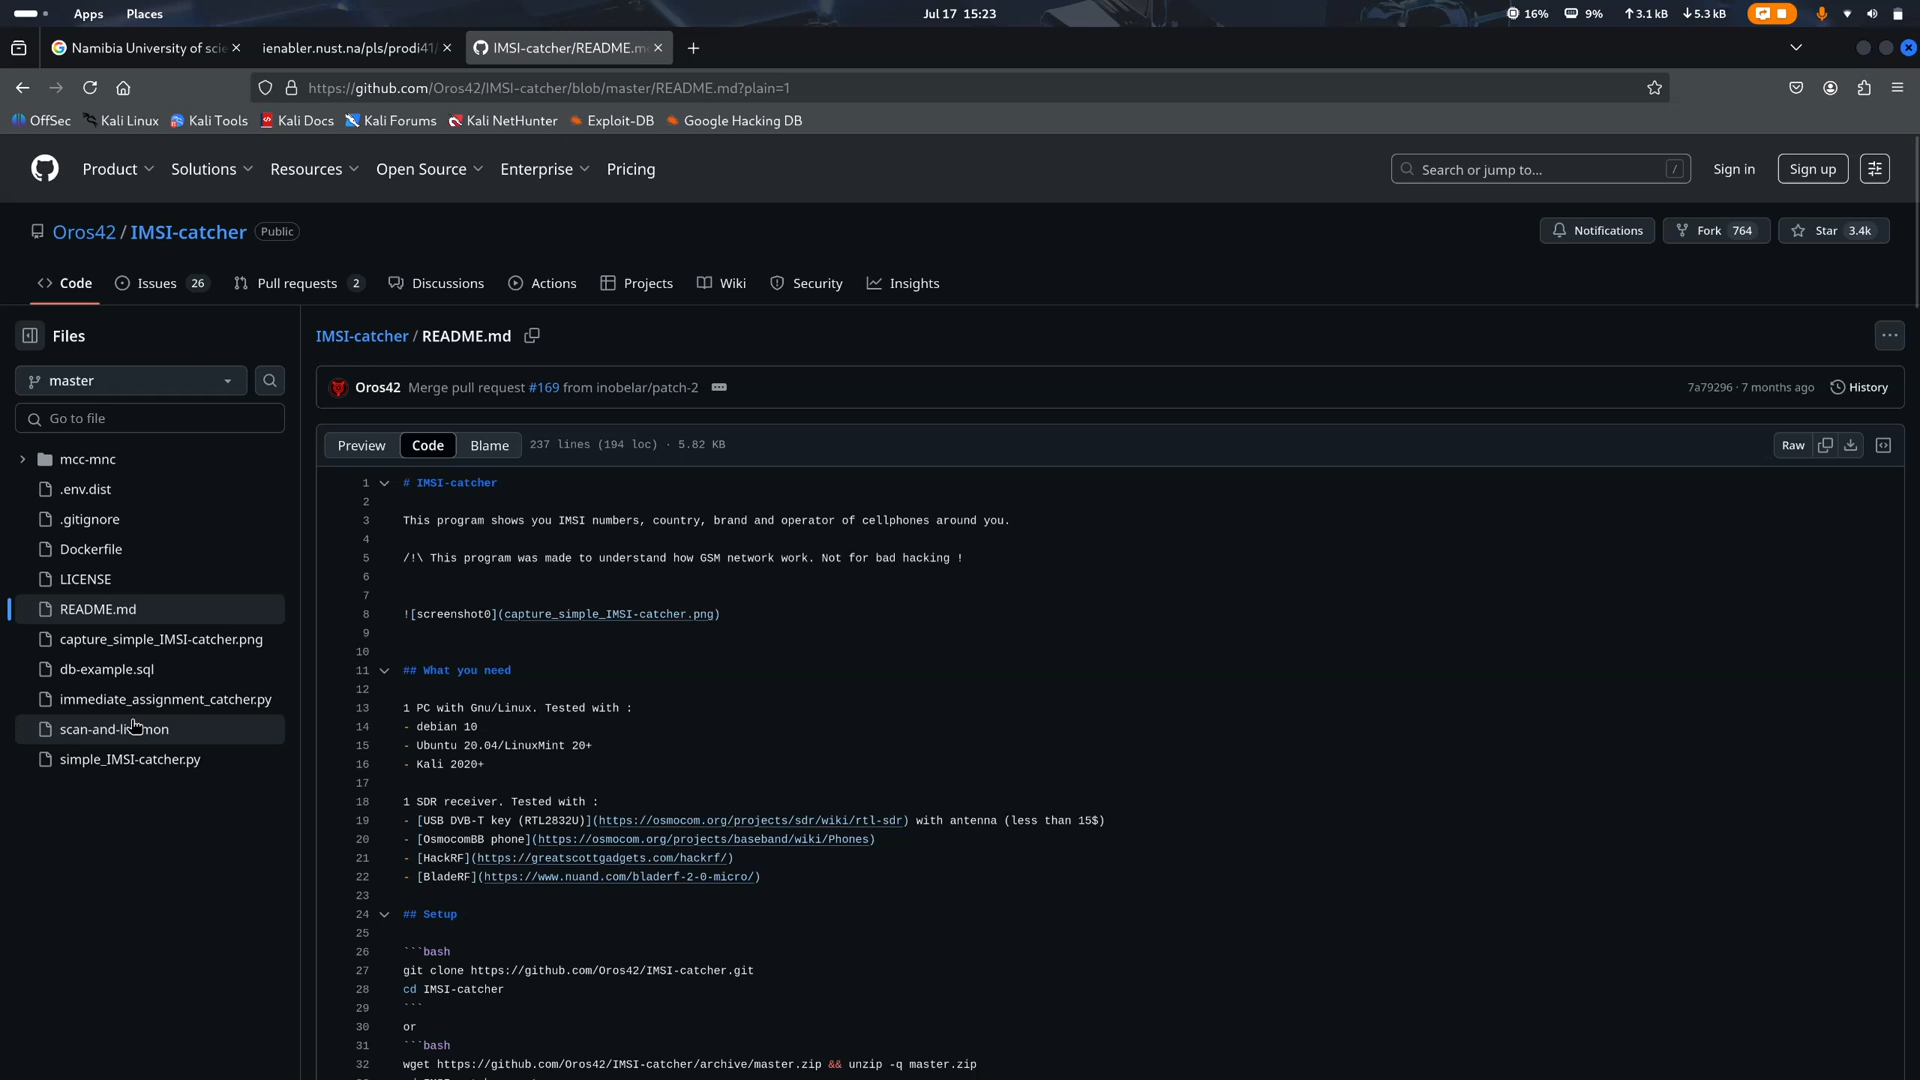 Apps Places Jul 17 15:23 16% 9% 3.1 kB 5.3 kB
Namibia University of scie ienabler.nust.na/pls/prodi41/ IMSI-catcher/README.m
https://github.com/Oros42/IMSI-catcher/blob/master/README.md?plain=1
OffSec Kali Linux Kali Tools Kali Docs Kali Forums Kali NetHunter Exploit-DB Google Hacking DB
Product Solutions Resources Open Source Enterprise Pricing Search or jump to... / Sign in Sign up
Oros42 / IMSI-catcher Public Notifications Fork 764 Star 3.4k
Code Issues 26 Pull requests 2 Discussions Actions Projects Wiki Security Insights
Files
master
Go to file
mcc-mnc
.env.dist
.gitignore
Dockerfile
LICENSE
README.md
capture_simple_IMSI-catcher.png
db-example.sql
immediate_assignment_catcher.py
simple_IMSI-catcher.py
IMSI-catcher / README.md
Oros42 Merge pull request #169 from inobelar/patch-2 7a79296 · 7 months ago History
Preview Code Blame 237 lines (194 loc) · 5.82 KB Raw
1 # IMSI-catcher
2
3 This program shows you IMSI numbers, country, brand and operator of cellphones around you.
4
5 /!\ This program was made to understand how GSM network work. Not for bad hacking !
6
7
8 ![screenshot0](capture_simple_IMSI-catcher.png)
9
10
11 ## What you need
12
13 1 PC with Gnu/Linux. Tested with :
14 - debian 10
15 - Ubuntu 20.04/LinuxMint 20+
16 - Kali 2020+
17
18 1 SDR receiver. Tested with :
19 - [USB DVB-T key (RTL2832U)](https://osmocom.org/projects/sdr/wiki/rtl-sdr) with antenna (less than 15$)
20 - [OsmocomBB phone](https://osmocom.org/projects/baseband/wiki/Phones)
21 - [HackRF](https://greatscottgadgets.com/hackrf/)
22 - [BladeRF](https://www.nuand.com/bladerf-2-0-micro/)
23
24 ## Setup
25
26 ```bash
27 git clone https://github.com/Oros42/IMSI-catcher.git
28 cd IMSI-catcher
29 ```
30 or
31 ```bash
32 wget https://github.com/Oros42/IMSI-catcher/archive/master.zip && unzip -q master.zip